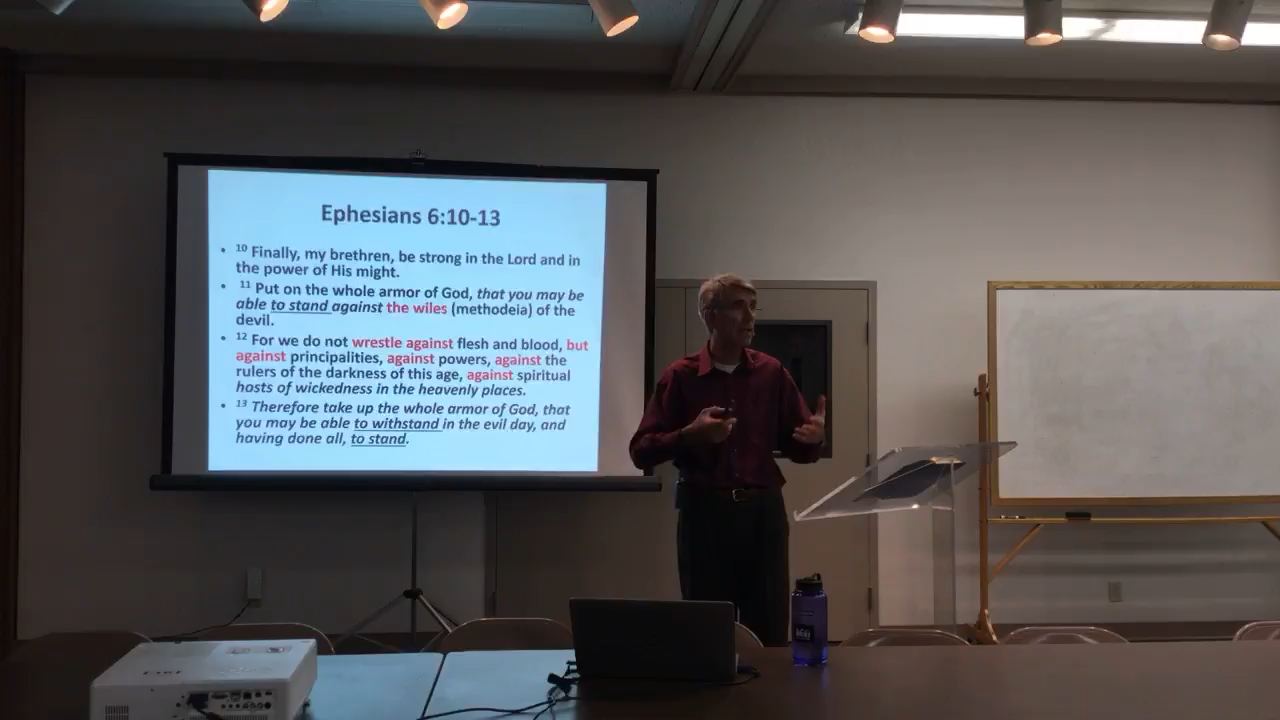 Ephesians 6:10-13
• 10 Finally, my brethren, be strong in the Lord and in
the power of His might.
• 11 Put on the whole armor of God, that you may be
able to stand against the wiles (methodeia) of the
devil.
• 12 For we do not wrestle against flesh and blood, but
against principalities, against powers, against the
rulers of the darkness of this age, against spiritual
hosts of wickedness in the heavenly places.
• 13 Therefore take up the whole armor of God, that
you may be able to withstand in the evil day, and
having done all, to stand.